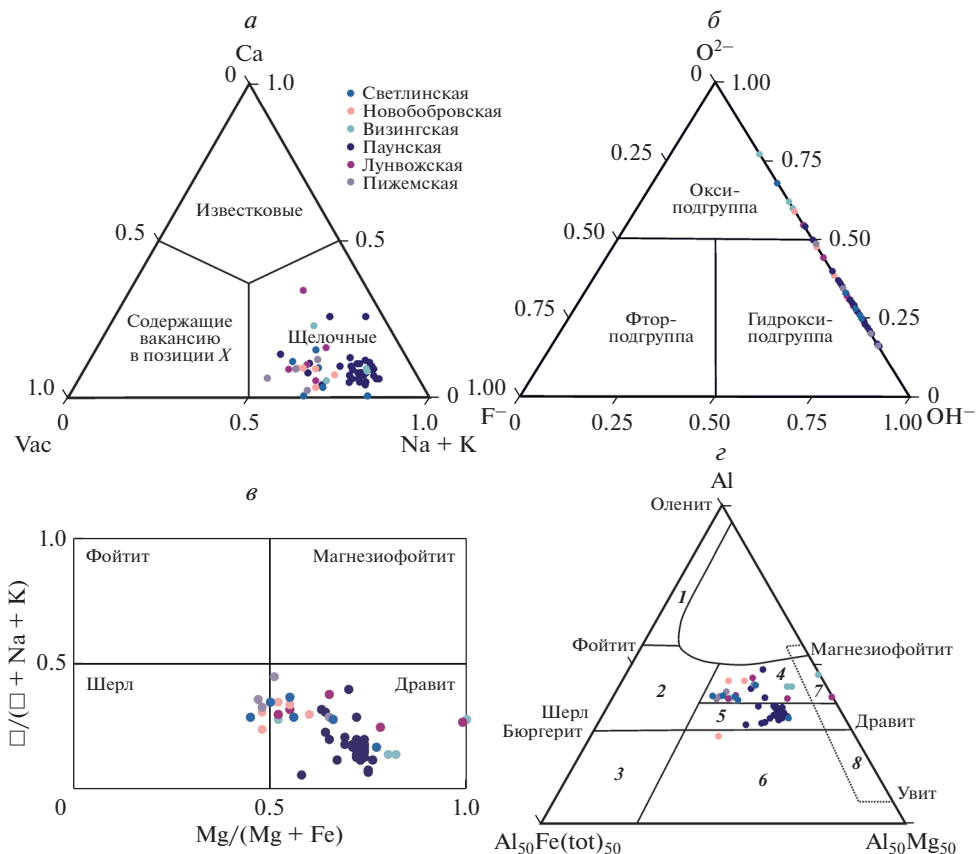 а
Ca
0
1.0
Светлинская
Новобобровская
Визингская
Паунская
Лунвожская
Пижемская
Известковые
0.5
0.5
Содержащие
вакансию
в позиции X
Щелочные
1.0
0
0
0.5
1.0
Vac
Na + K
б
O2−
0
1.00
0.25
0.75
Окси-
подгруппа
0.50
0.50
0.75
Фтор-
подгруппа
Гидрокси-
подгруппа
0.25
1.00
0
F−
0
0.25
0.50
0.75
1.00
OH−
в
1.0
Фойтит
Магнезиофойтит
0.5
Шерл
Дравит
□/(□ + Na + K)
0
0.5
1.0
Mg/(Mg + Fe)
г
Al
Оленит
1
Фойтит
Магнезиофойтит
2
4
7
Шерл
Бюргерит
5
Дравит
3
6
8
Увит
Al50Fe(tot)50
Al50Mg50